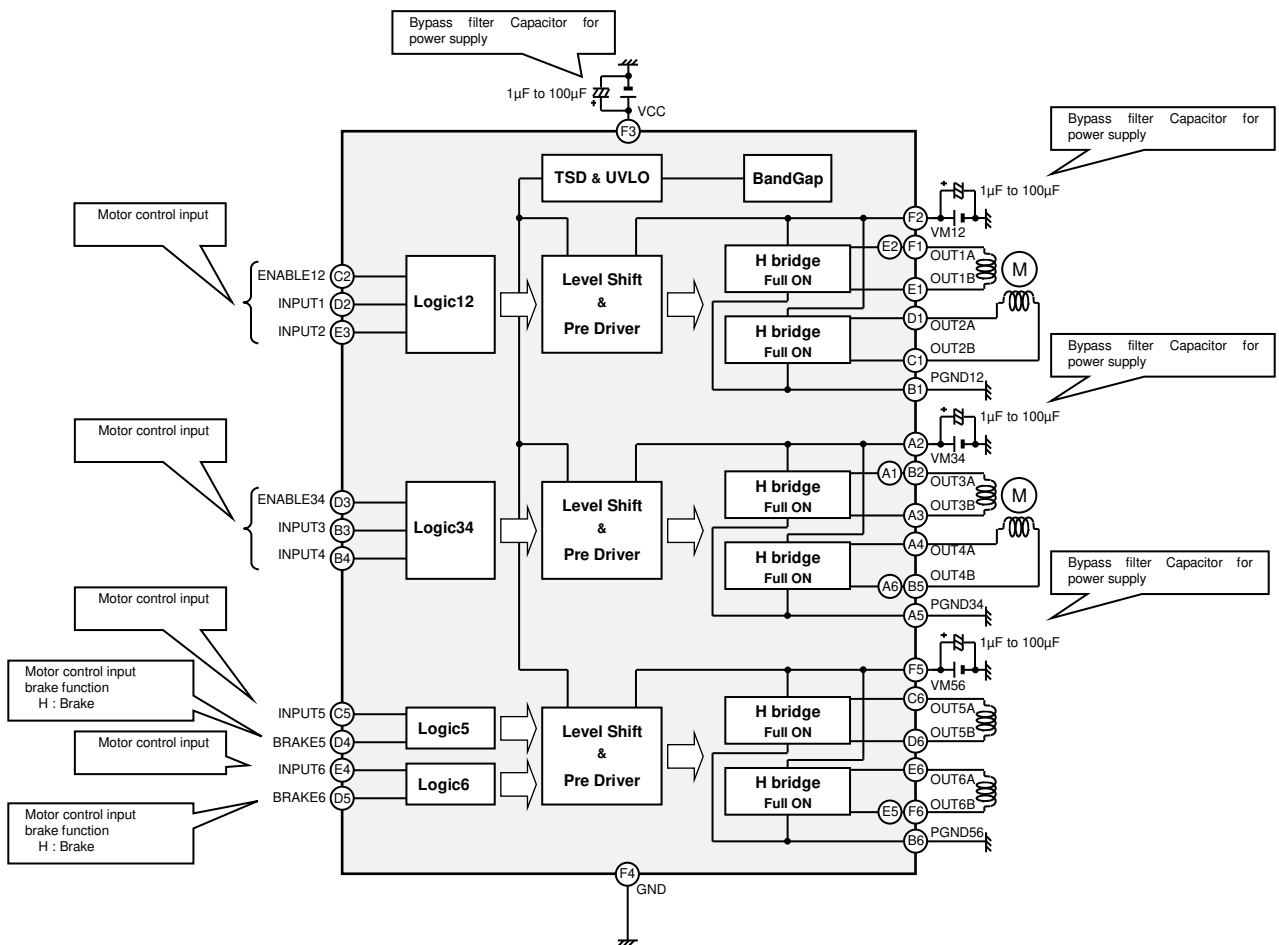 Bypass filter Capacitor for
power supply
1µF to 100µF
+
VCC
F3
Bypass filter Capacitor for
power supply
TSD & UVLO
BandGap
+
1µF to 100µF
Motor control input
F2
VM12
ENABLE12 C2
INPUT1 D2
INPUT2 E3
Logic12
Level Shift
&
Pre Driver
H bridge
Full ON
E2 F1
OUT1A
OUT1B
E1
M
H bridge
Full ON
D1
OUT2A
OUT2B
C1
B1
PGND12
Bypass filter Capacitor for
power supply
Motor control input
+
1µF to 100µF
A2
VM34
ENABLE34 D3
INPUT3 B3
INPUT4 B4
Logic34
Level Shift
&
Pre Driver
H bridge
Full ON
A1 B2
OUT3A
OUT3B
A3
M
H bridge
Full ON
A4
OUT4A
OUT4B
A6 B5
A5
PGND34
Bypass filter Capacitor for
power supply
Motor control input
+
1µF to 100µF
F5
VM56
Motor control input
brake function
H : Brake
INPUT5 C5
BRAKE5 D4
Logic5
Motor control input
INPUT6 E4
BRAKE6 D5
Logic6
Motor control input
brake function
H : Brake
Level Shift
&
Pre Driver
H bridge
Full ON
C6
OUT5A
OUT5B
D6
H bridge
Full ON
E6
OUT6A
OUT6B
E5 F6
B6
PGND56
F4
GND